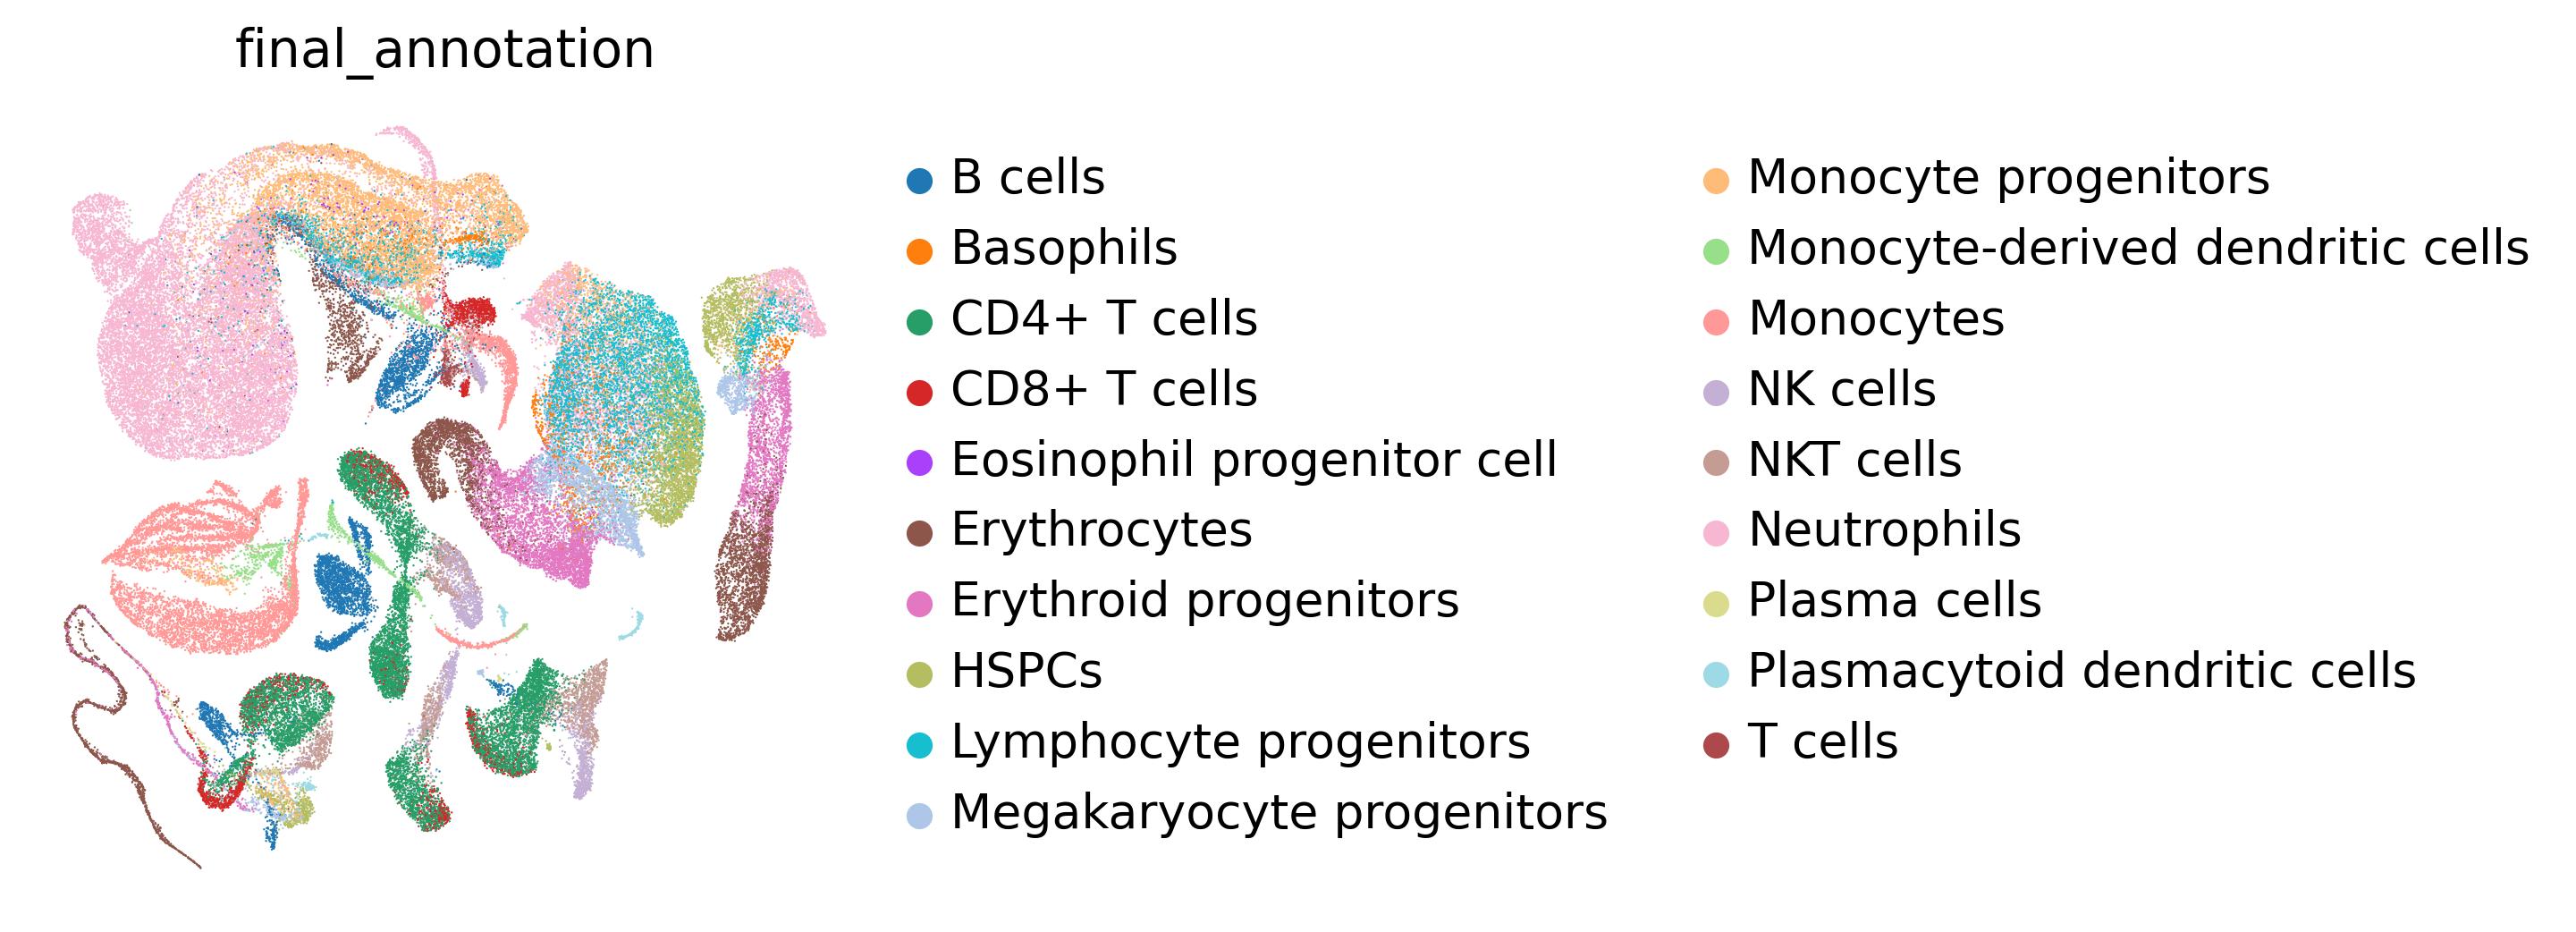 final_annotation
B cells
Basophils
CD4+ T cells
CD8+ T cells
Eosinophil progenitor cell
Erythrocytes
Erythroid progenitors
HSPCs
Lymphocyte progenitors
Megakaryocyte progenitors
Monocyte progenitors
Monocyte-derived dendritic cells
Monocytes
NK cells
NKT cells
Neutrophils
Plasma cells
Plasmacytoid dendritic cells
T cells